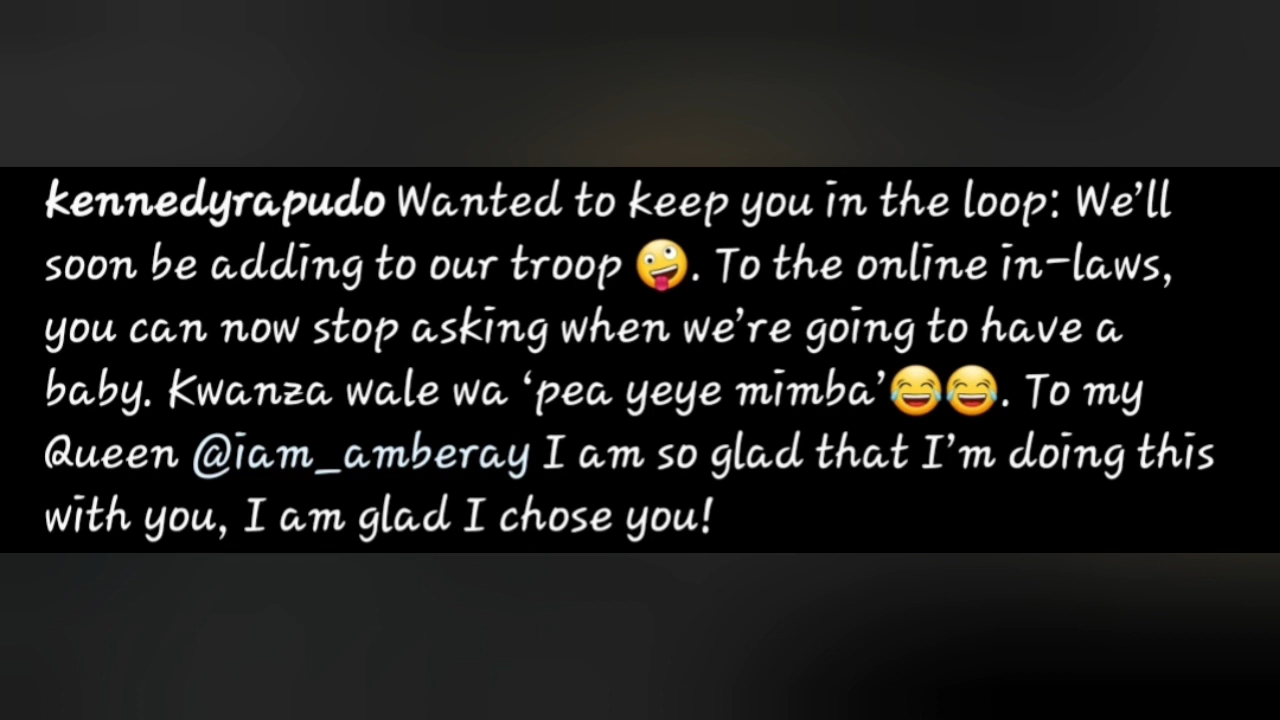 kennedyrapudo Wanted to keep you in the loop: We’ll
soon be adding to our troop 🤪. To the online in-laws,
you can now stop asking when we’re going to have a
baby. Kwanza wale wa ‘pea yeye mimba’😂😂. To my
Queen @iam_amberay I am so glad that I’m doing this
with you, I am glad I chose you!